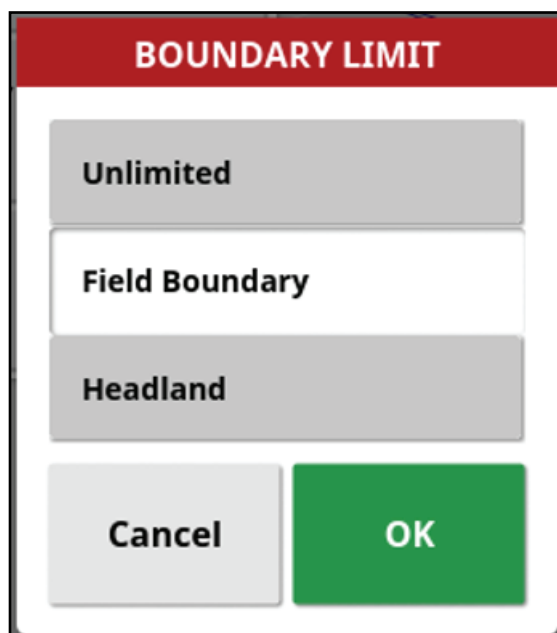 BOUNDARY LIMIT
Unlimited
Field Boundary
Headland
Cancel
OK